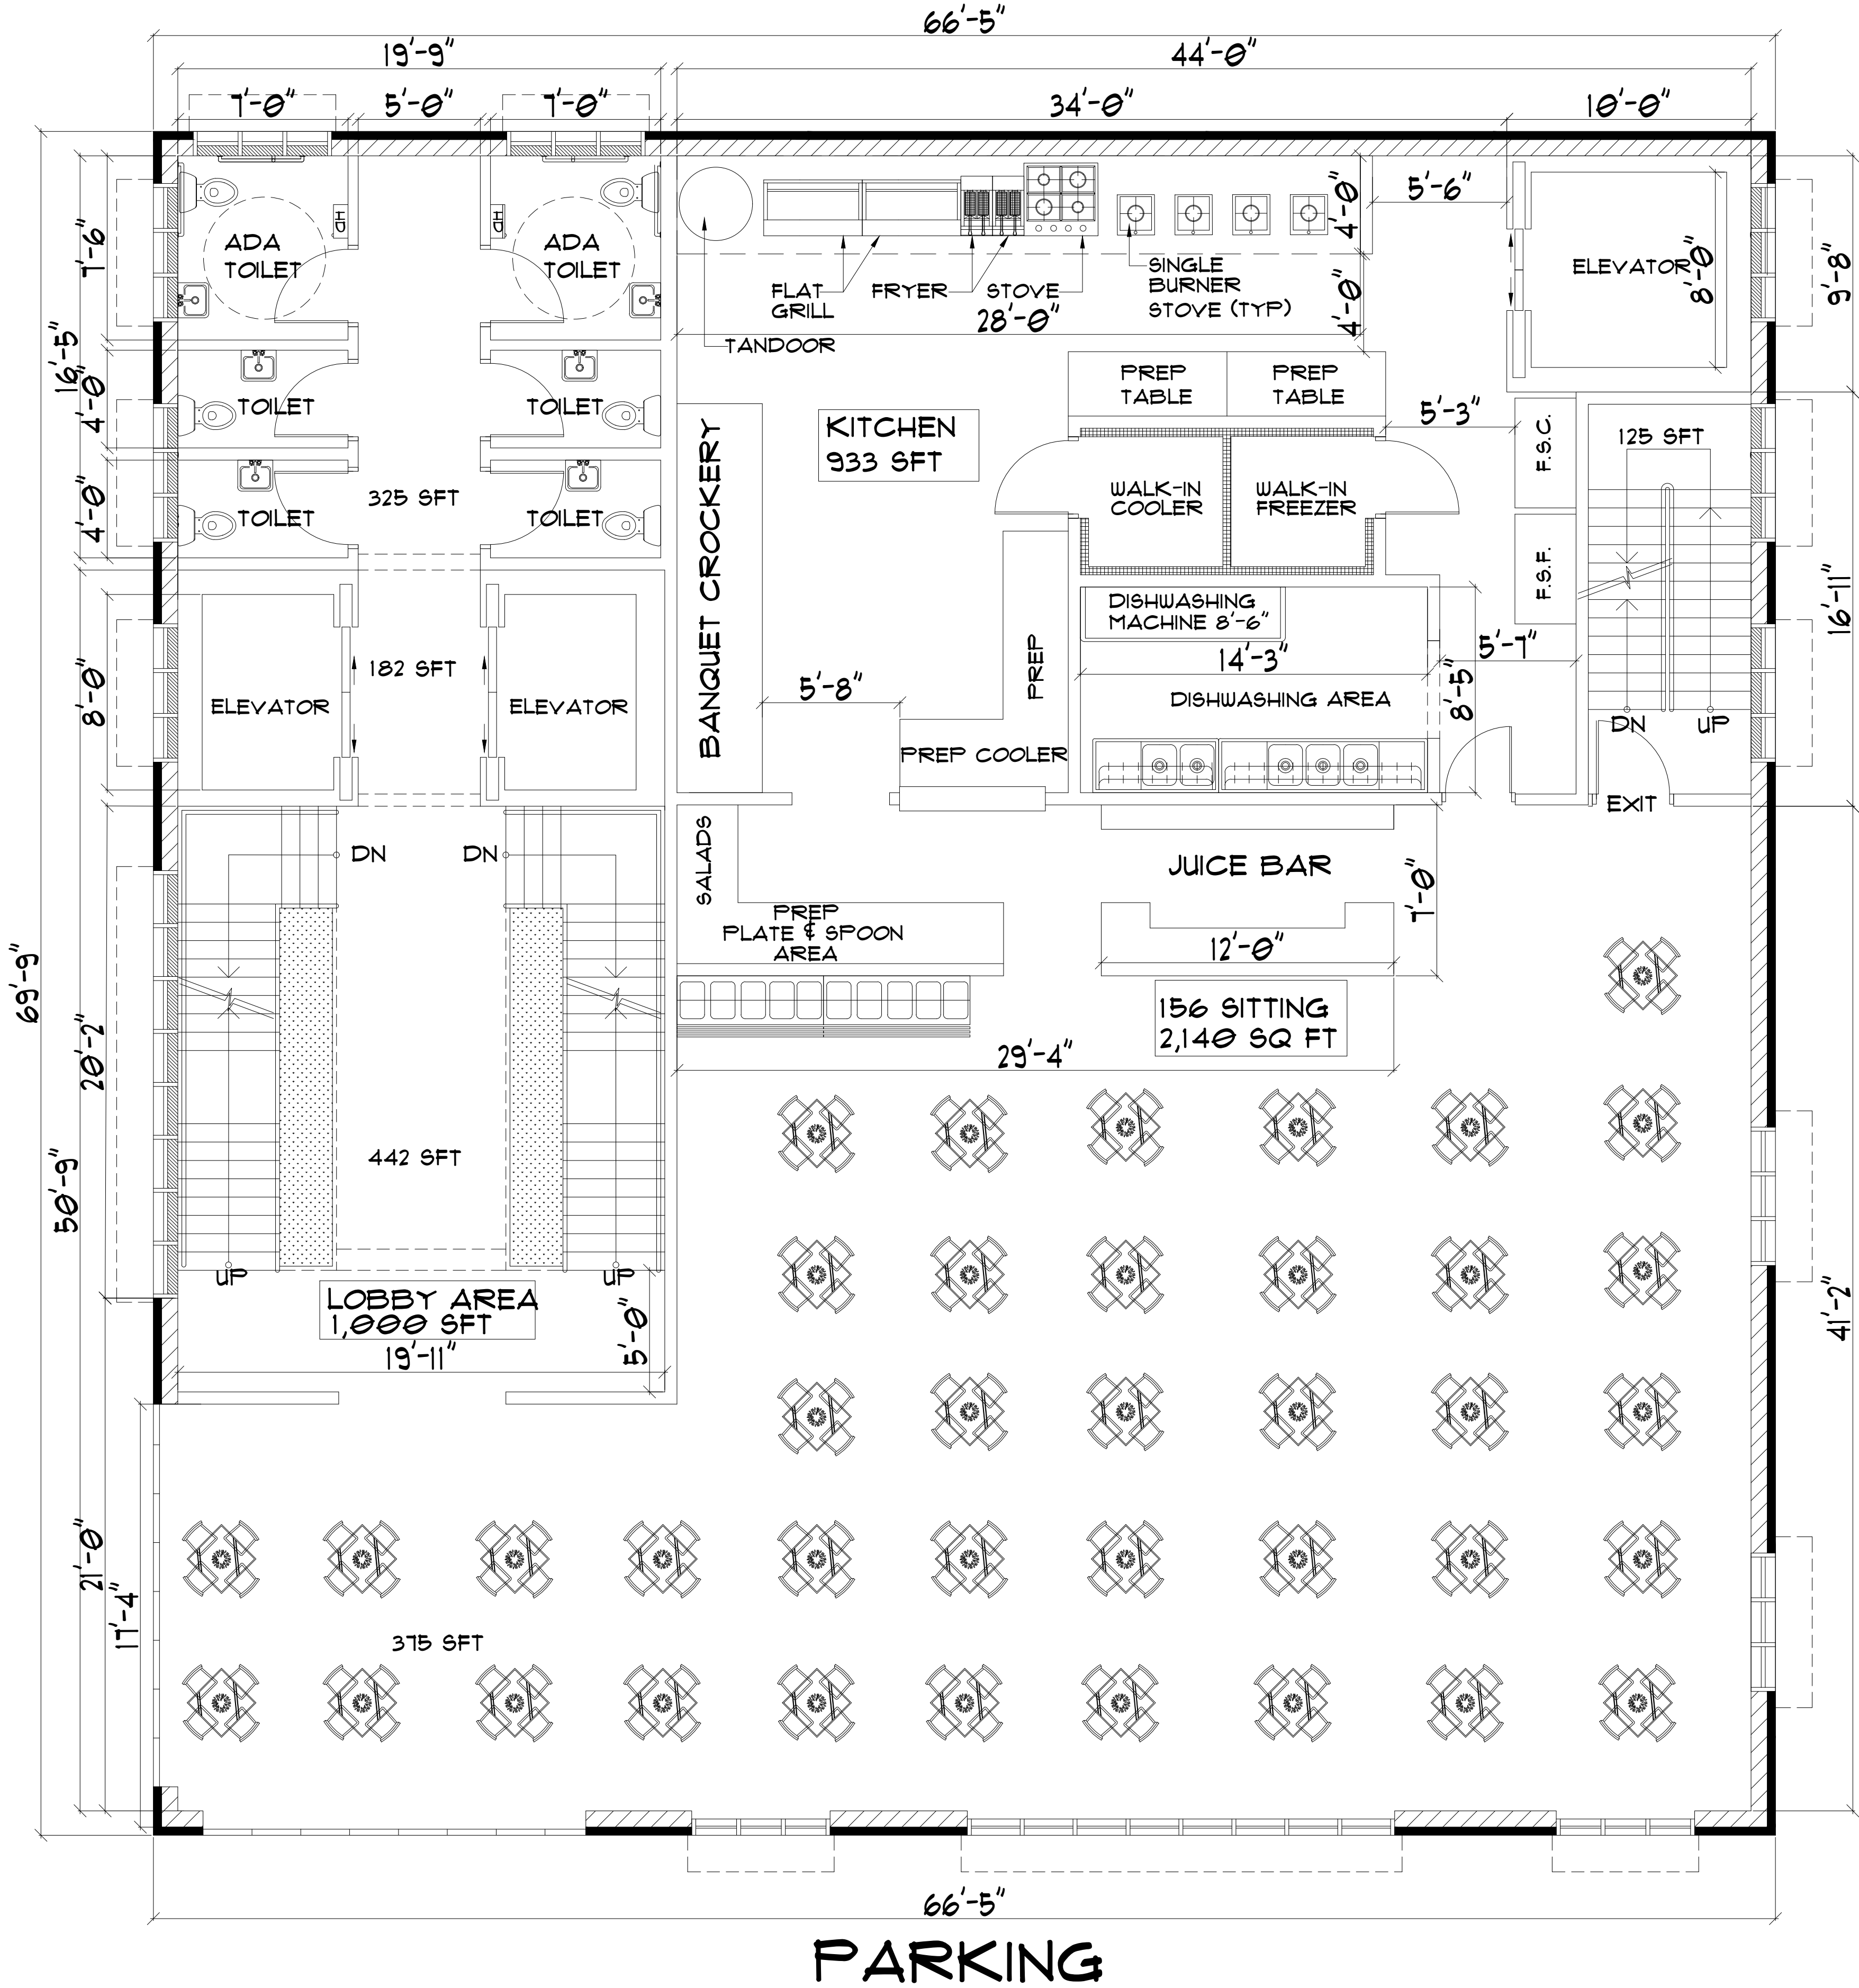 66'-5"
19'-9"
44'-0"
7'-0"
5'-0"
7'-0"
34'-0"
10'-0"
HD
HD
ADA
TOILET
ADA
TOILET
4'-0"
5'-6"
7'-6"
16'-5"
FLAT
GRILL
FRYER
STOVE
SINGLE
BURNER
STOVE (TYP)
28'-0"
4'-0"
TANDOOR
ELEVATOR
8'-0"
9'-8"
4'-0"
TOILET
TOILET
PREP
TABLE
PREP
TABLE
5'-3"
BANQUET CROCKERY
KITCHEN
933 SFT
F.S.C.
125 SFT
4'-0"
TOILET
325 SFT
TOILET
WALK-IN
COOLER
WALK-IN
FREEZER
F.S.F.
16'-11"
DISHWASHING
MACHINE 8'-6"
8'-0"
182 SFT
ELEVATOR
ELEVATOR
5'-8"
PREP
14'-3"
5'-7"
8'-5"
DISHWASHING AREA
PREP COOLER
DN
UP
EXIT
DN
DN
SALADS
JUICE BAR
7'-0"
PREP
PLATE & SPOON
AREA
12'-0"
69'-9"
50'-9"
20'-2"
156 SITTING
2,140 SQ FT
29'-4"
442 SFT
UP
UP
LOBBY AREA
1,000 SFT
19'-11"
5'-0"
41'-2"
21'-0"
17'-4"
375 SFT
66'-5"
PARKING